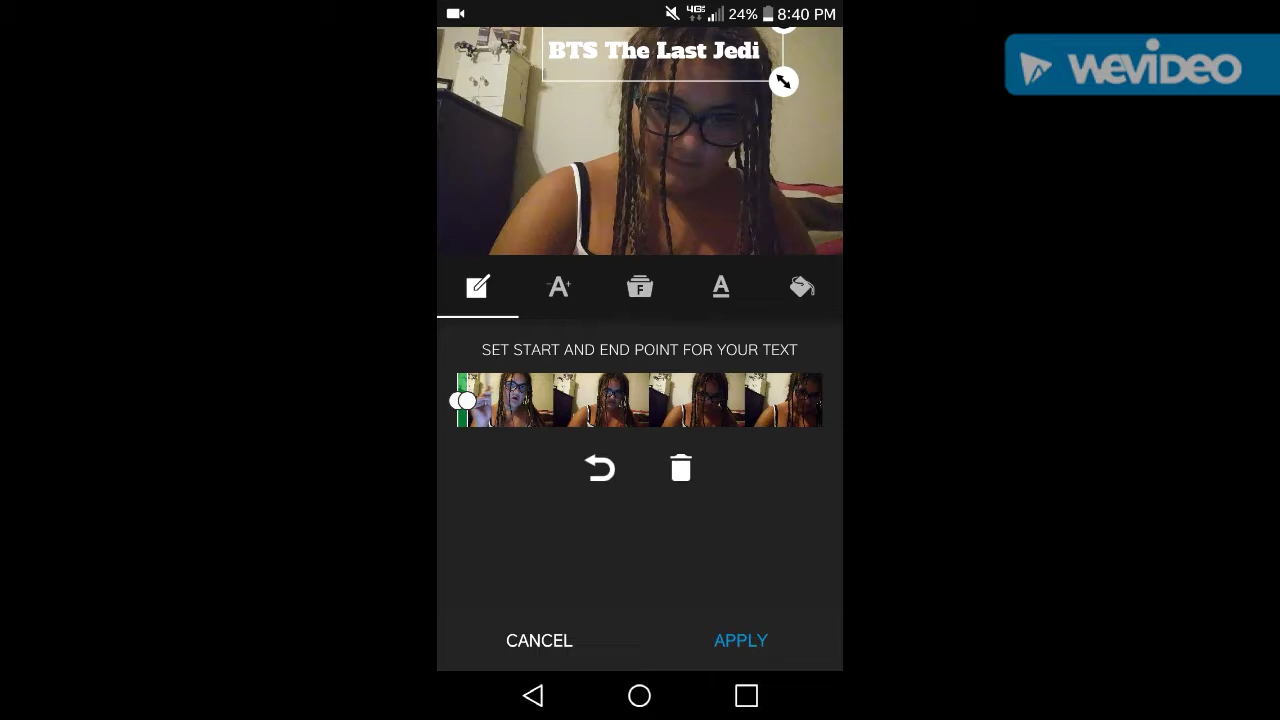 4G 24% 8:40 PM
WEVIDEO
BTS The Last Jedi
A
F
A
SET START AND END POINT FOR YOUR TEXT
CANCEL
APPLY